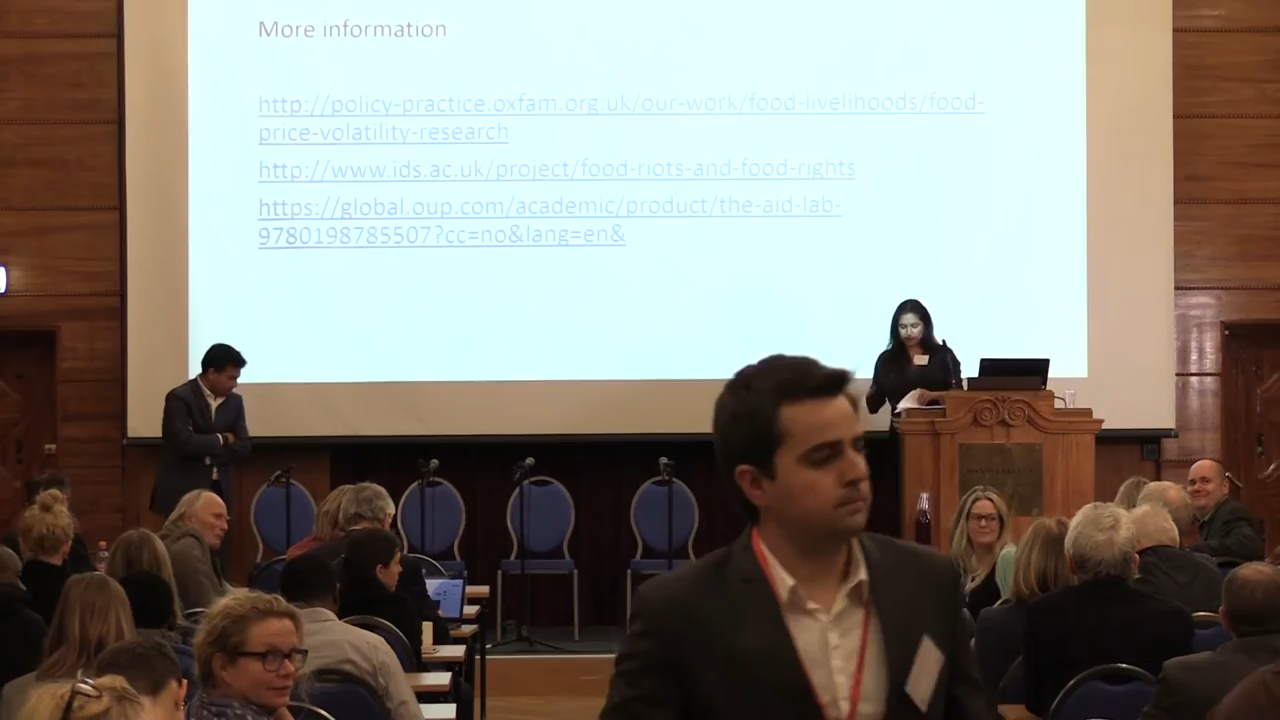 More information
http://policy-practice.oxfam.org.uk/our-work/food-livelihoods/food-
price-volatility-research
http://www.ids.ac.uk/project/food-riots-and-food-rights
https://global.oup.com/academic/product/the-aid-lab-
9780198785507?cc=no&lang=en&